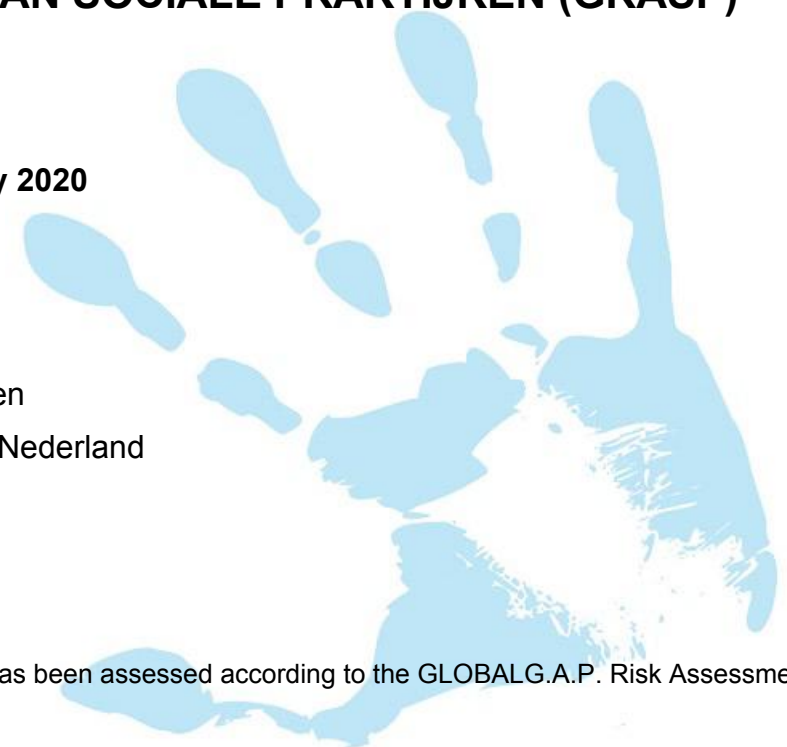 AN SOCIALE PRAKTIJKEN (GRASP)
y 2020
en
Nederland
as been assessed according to the GLOBALG.A.P. Risk Assessme